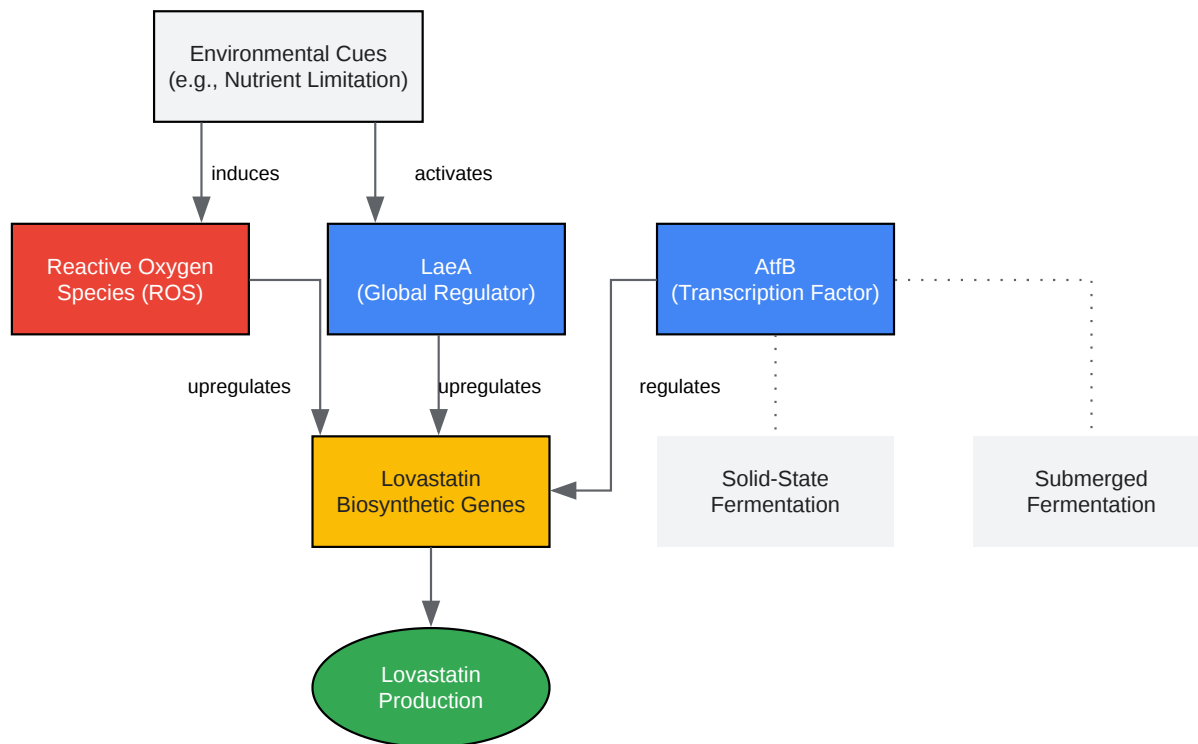 Environmental Cues
(e.g., Nutrient Limitation)
induces
activates
Reactive Oxygen
Species (ROS)
LaeA
(Global Regulator)
AtfB
(Transcription Factor)
upregulates
upregulates
regulates
Lovastatin
Biosynthetic Genes
Solid-State
Fermentation
Submerged
Fermentation
Lovastatin
Production